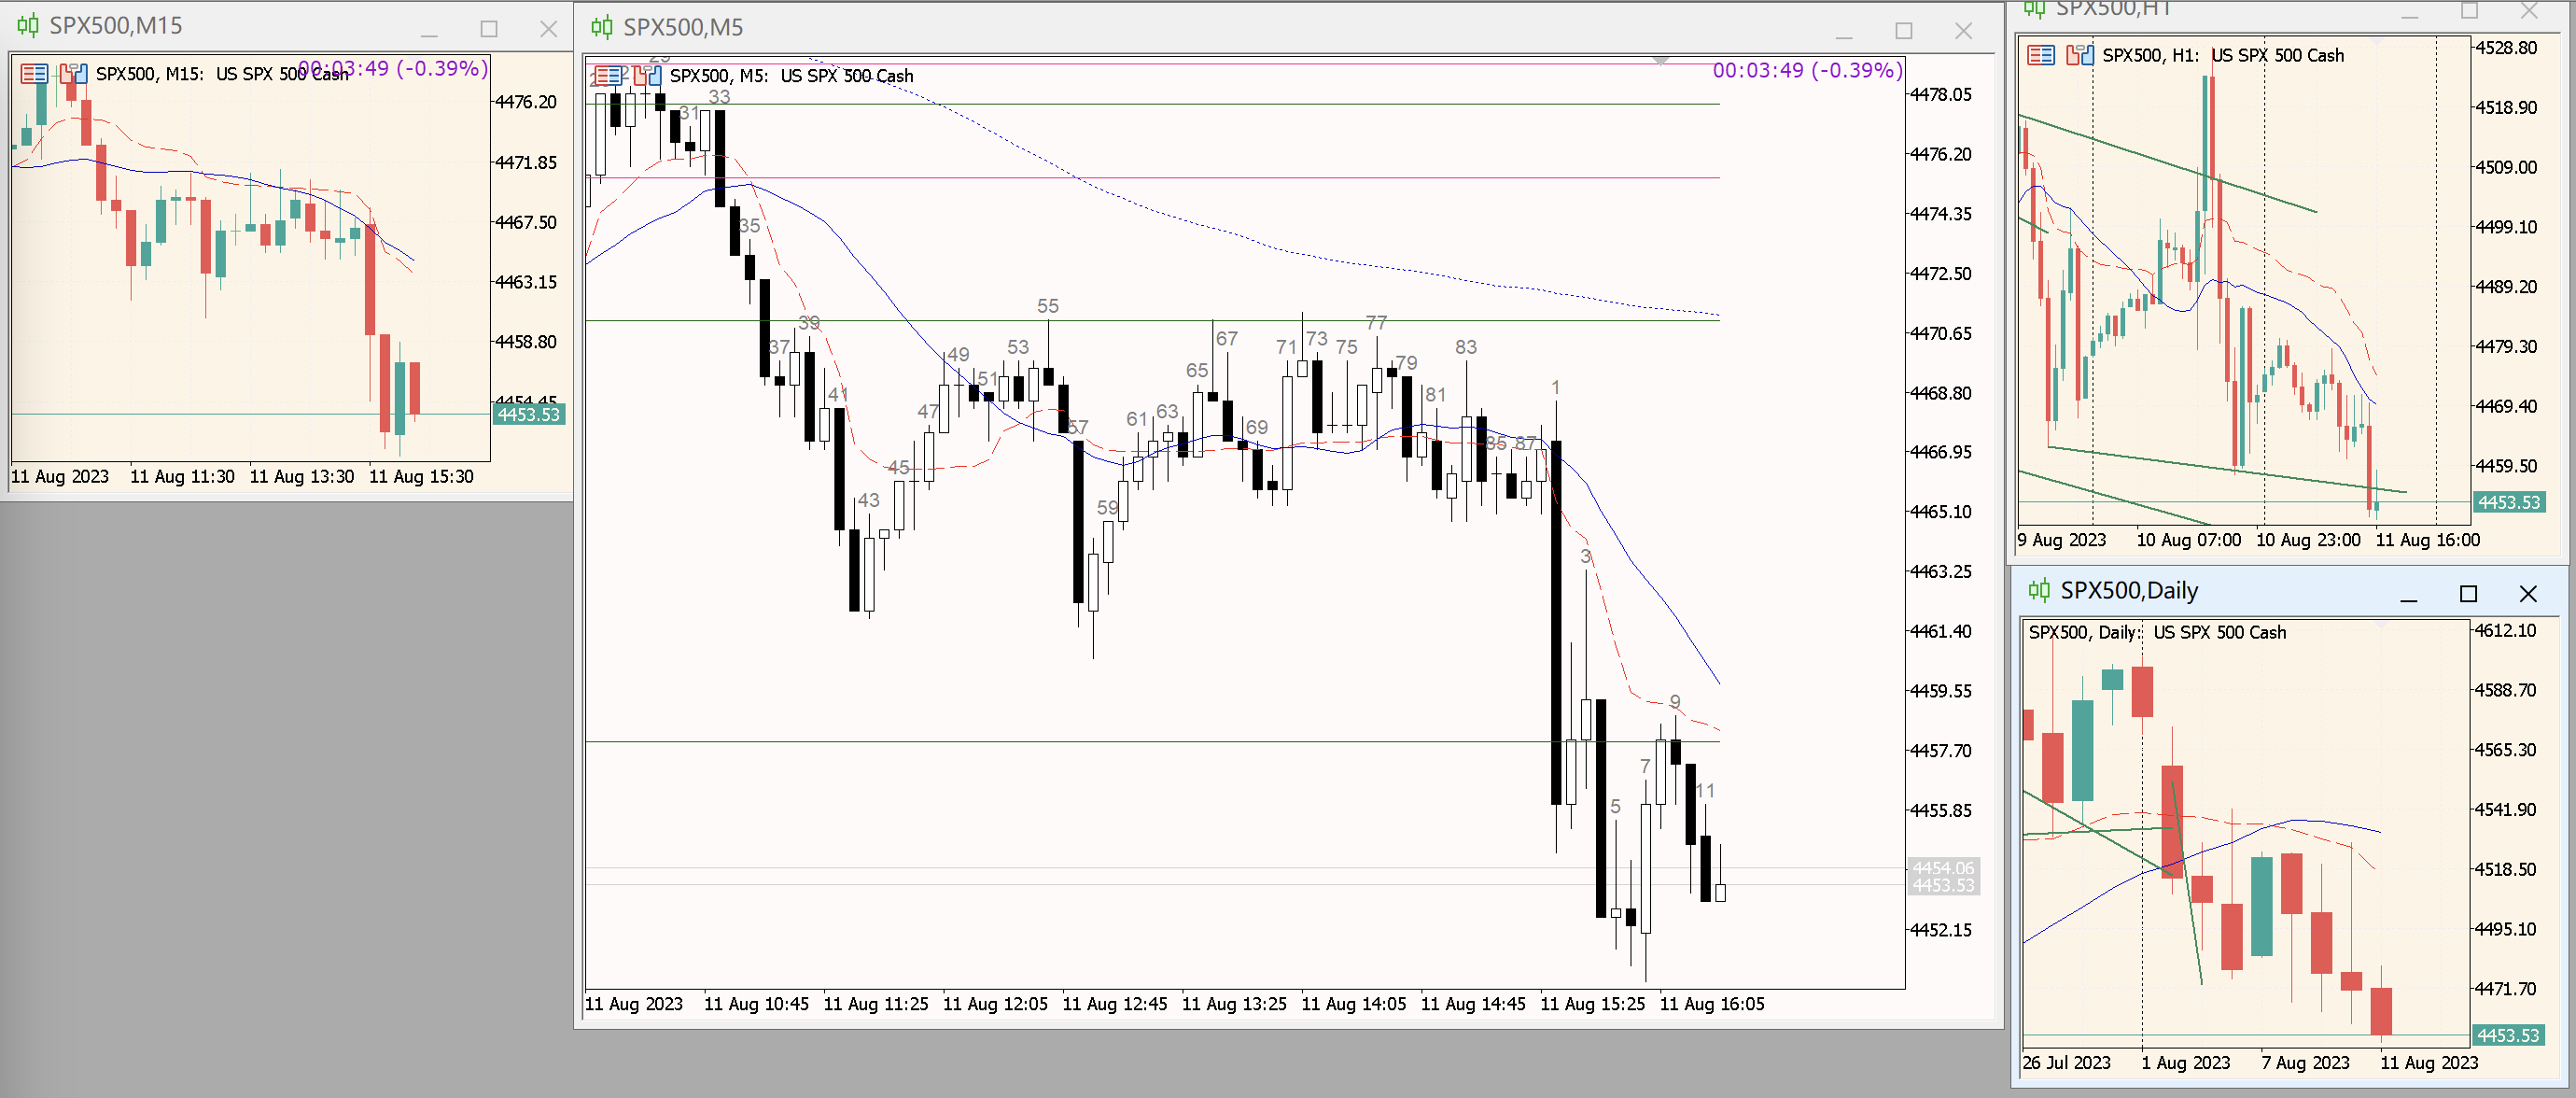 SPX500,M15
SPX500, M15: US SPX 500 Cash
00:03:49 (-0.39%)
4476.20
4471.85
4467.50
4463.15
4458.80
4454.45
4453.53
11 Aug 2023
11 Aug 11:30
11 Aug 13:30
11 Aug 15:30
SPX500,M5
SPX500, M5: US SPX 500 Cash
00:03:49 (-0.39%)
31
33
35
37
39
41
43
45
47
49
51
53
55
57
59
61
63
65
67
69
71
73
75
77
79
81
83
85
87
1
3
5
7
9
11
4478.05
4476.20
4474.35
4472.50
4470.65
4468.80
4466.95
4465.10
4463.25
4461.40
4459.55
4457.70
4455.85
4454.06
4453.53
4452.15
11 Aug 2023
11 Aug 10:45
11 Aug 11:25
11 Aug 12:05
11 Aug 12:45
11 Aug 13:25
11 Aug 14:05
11 Aug 14:45
11 Aug 15:25
11 Aug 16:05
SPX500,H1
SPX500, H1: US SPX 500 Cash
4528.80
4518.90
4509.00
4499.10
4489.20
4479.30
4469.40
4459.50
4453.53
9 Aug 2023
10 Aug 07:00
10 Aug 23:00
11 Aug 16:00
SPX500,Daily
SPX500, Daily: US SPX 500 Cash
4612.10
4588.70
4565.30
4541.90
4518.50
4495.10
4471.70
4453.53
26 Jul 2023
1 Aug 2023
7 Aug 2023
11 Aug 2023